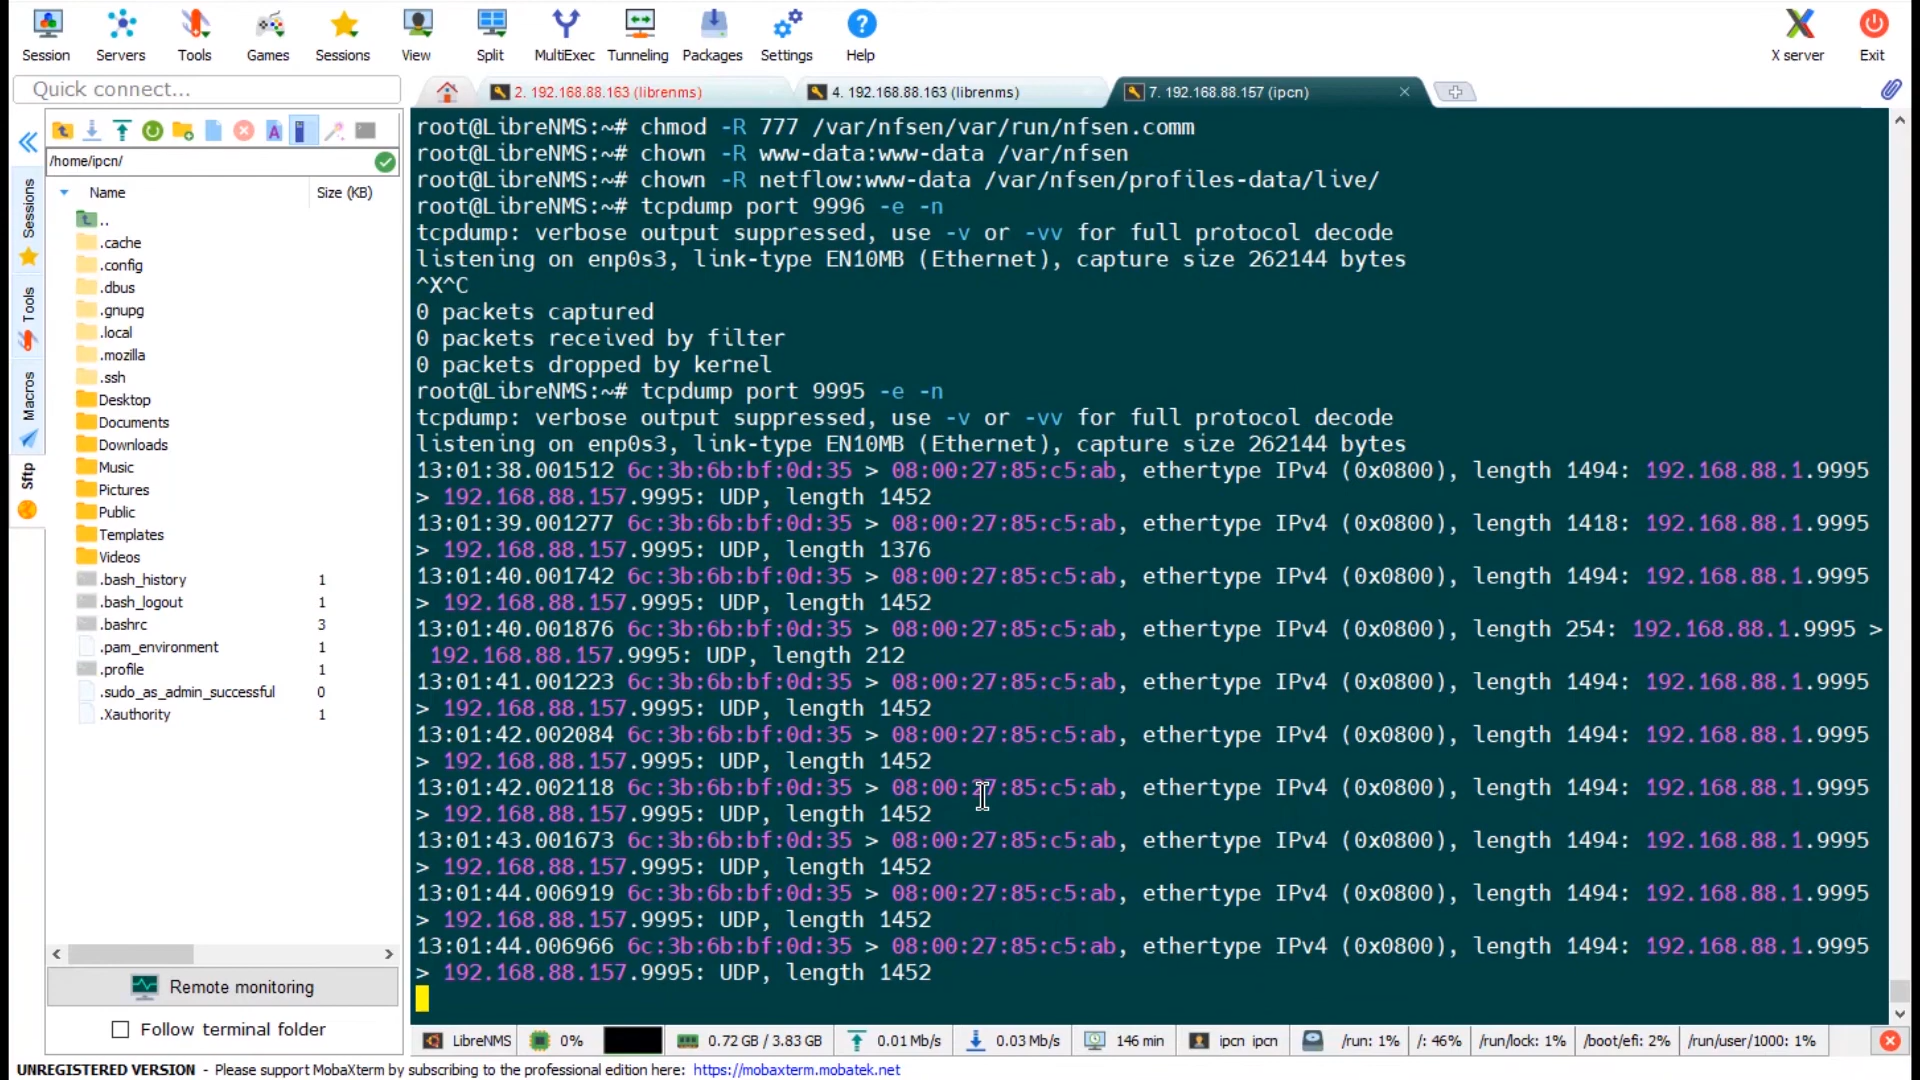 Session Servers Tools Games Sessions View Split MultiExec Tunneling Packages Settings Help X server Exit
Quick connect...
2. 192.168.88.163 (librenms)
4. 192.168.88.163 (librenms)
7. 192.168.88.157 (ipcn)
/home/ipcn/
Name Size (KB)
..
.cache
.config
.dbus
.gnupg
.local
.mozilla
.ssh
Desktop
Documents
Downloads
Music
Pictures
Public
Templates
Videos
.bash_history 1
.bash_logout 1
.bashrc 3
.pam_environment 1
.profile 1
.sudo_as_admin_successful 0
.Xauthority 1
Sessions
Tools
Macros
Sftp
Remote monitoring
Follow terminal folder
root@LibreNMS:~# chmod -R 777 /var/nfsen/var/run/nfsen.comm
root@LibreNMS:~# chown -R www-data:www-data /var/nfsen
root@LibreNMS:~# chown -R netflow:www-data /var/nfsen/profiles-data/live/
root@LibreNMS:~# tcpdump port 9996 -e -n
tcpdump: verbose output suppressed, use -v or -vv for full protocol decode
listening on enp0s3, link-type EN10MB (Ethernet), capture size 262144 bytes
^X^C
0 packets captured
0 packets received by filter
0 packets dropped by kernel
root@LibreNMS:~# tcpdump port 9995 -e -n
tcpdump: verbose output suppressed, use -v or -vv for full protocol decode
listening on enp0s3, link-type EN10MB (Ethernet), capture size 262144 bytes
13:01:38.001512 6c:3b:6b:bf:0d:35 > 08:00:27:85:c5:ab, ethertype IPv4 (0x0800), length 1494: 192.168.88.1.9995
> 192.168.88.157.9995: UDP, length 1452
13:01:39.001277 6c:3b:6b:bf:0d:35 > 08:00:27:85:c5:ab, ethertype IPv4 (0x0800), length 1418: 192.168.88.1.9995
> 192.168.88.157.9995: UDP, length 1376
13:01:40.001742 6c:3b:6b:bf:0d:35 > 08:00:27:85:c5:ab, ethertype IPv4 (0x0800), length 1494: 192.168.88.1.9995
> 192.168.88.157.9995: UDP, length 1452
13:01:40.001876 6c:3b:6b:bf:0d:35 > 08:00:27:85:c5:ab, ethertype IPv4 (0x0800), length 254: 192.168.88.1.9995 >
192.168.88.157.9995: UDP, length 212
13:01:41.001223 6c:3b:6b:bf:0d:35 > 08:00:27:85:c5:ab, ethertype IPv4 (0x0800), length 1494: 192.168.88.1.9995
> 192.168.88.157.9995: UDP, length 1452
13:01:42.002084 6c:3b:6b:bf:0d:35 > 08:00:27:85:c5:ab, ethertype IPv4 (0x0800), length 1494: 192.168.88.1.9995
> 192.168.88.157.9995: UDP, length 1452
13:01:42.002118 6c:3b:6b:bf:0d:35 > 08:00:27:85:c5:ab, ethertype IPv4 (0x0800), length 1494: 192.168.88.1.9995
> 192.168.88.157.9995: UDP, length 1452
13:01:43.001673 6c:3b:6b:bf:0d:35 > 08:00:27:85:c5:ab, ethertype IPv4 (0x0800), length 1494: 192.168.88.1.9995
> 192.168.88.157.9995: UDP, length 1452
13:01:44.006919 6c:3b:6b:bf:0d:35 > 08:00:27:85:c5:ab, ethertype IPv4 (0x0800), length 1494: 192.168.88.1.9995
> 192.168.88.157.9995: UDP, length 1452
13:01:44.006966 6c:3b:6b:bf:0d:35 > 08:00:27:85:c5:ab, ethertype IPv4 (0x0800), length 1494: 192.168.88.1.9995
> 192.168.88.157.9995: UDP, length 1452
LibreNMS 0% 0.72 GB / 3.83 GB 0.01 Mb/s 0.03 Mb/s 146 min ipcn ipcn /run: 1% /: 46% /run/lock: 1% /boot/efi: 2% /run/user/1000: 1%
UNREGISTERED VERSION - Please support MobaXterm by subscribing to the professional edition here: https://mobaxterm.mobatek.net